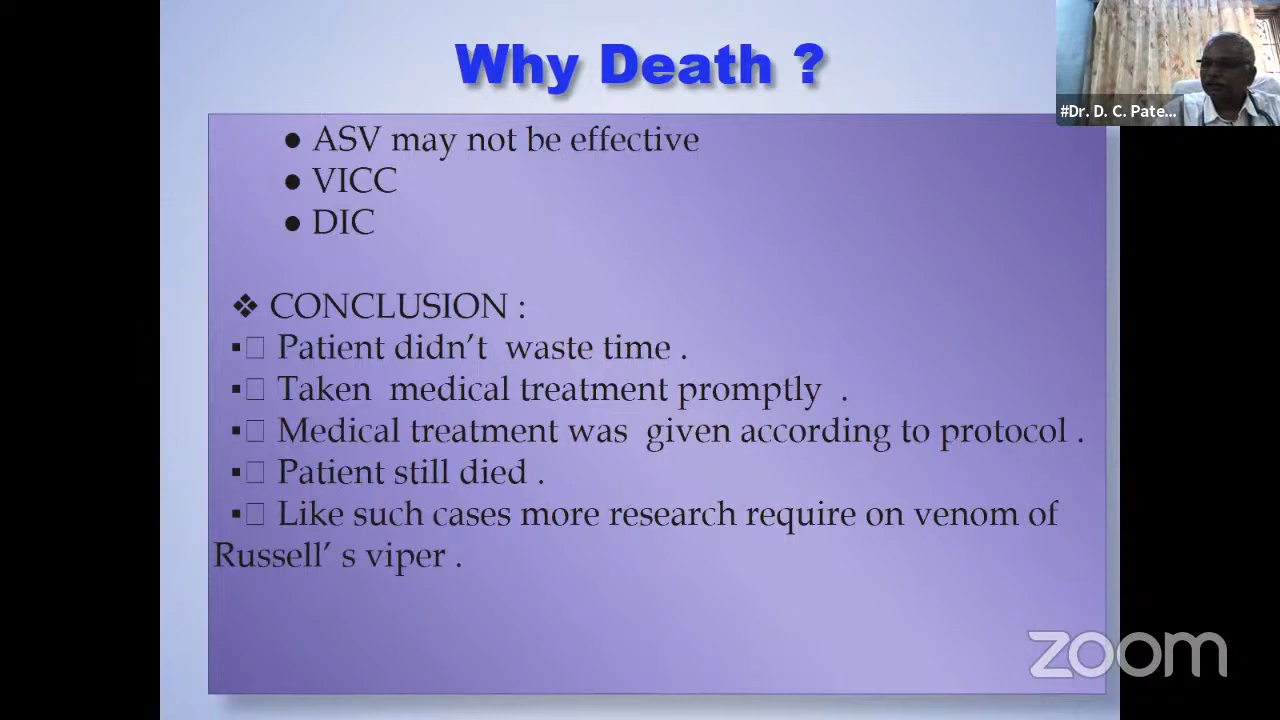 Why Death ?
#Dr. D. C. Pate...
● ASV may not be effective
● VICC
● DIC
❖ CONCLUSION :
▪□ Patient didn’t waste time .
▪□ Taken medical treatment promptly .
▪□ Medical treatment was given according to protocol .
▪□ Patient still died .
▪□ Like such cases more research require on venom of
Russell’ s viper .
zoom